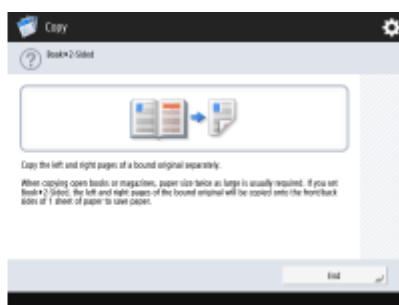 Copy
Book▸2-Sided
Copy the left and right pages of a bound original separately.
When copying open books or magazines, paper size twice as large is usually required. If you set
Book▸2-Sided, the left and right pages of the bound original will be copied onto the front/back
sides of 1 sheet of paper to save paper.
End